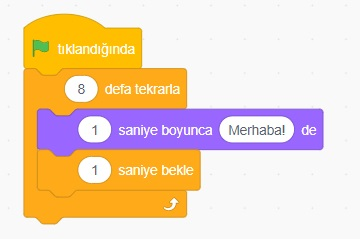 tıklandığında
8 defa tekrarla
1 saniye boyunca Merhaba! de
1 saniye bekle